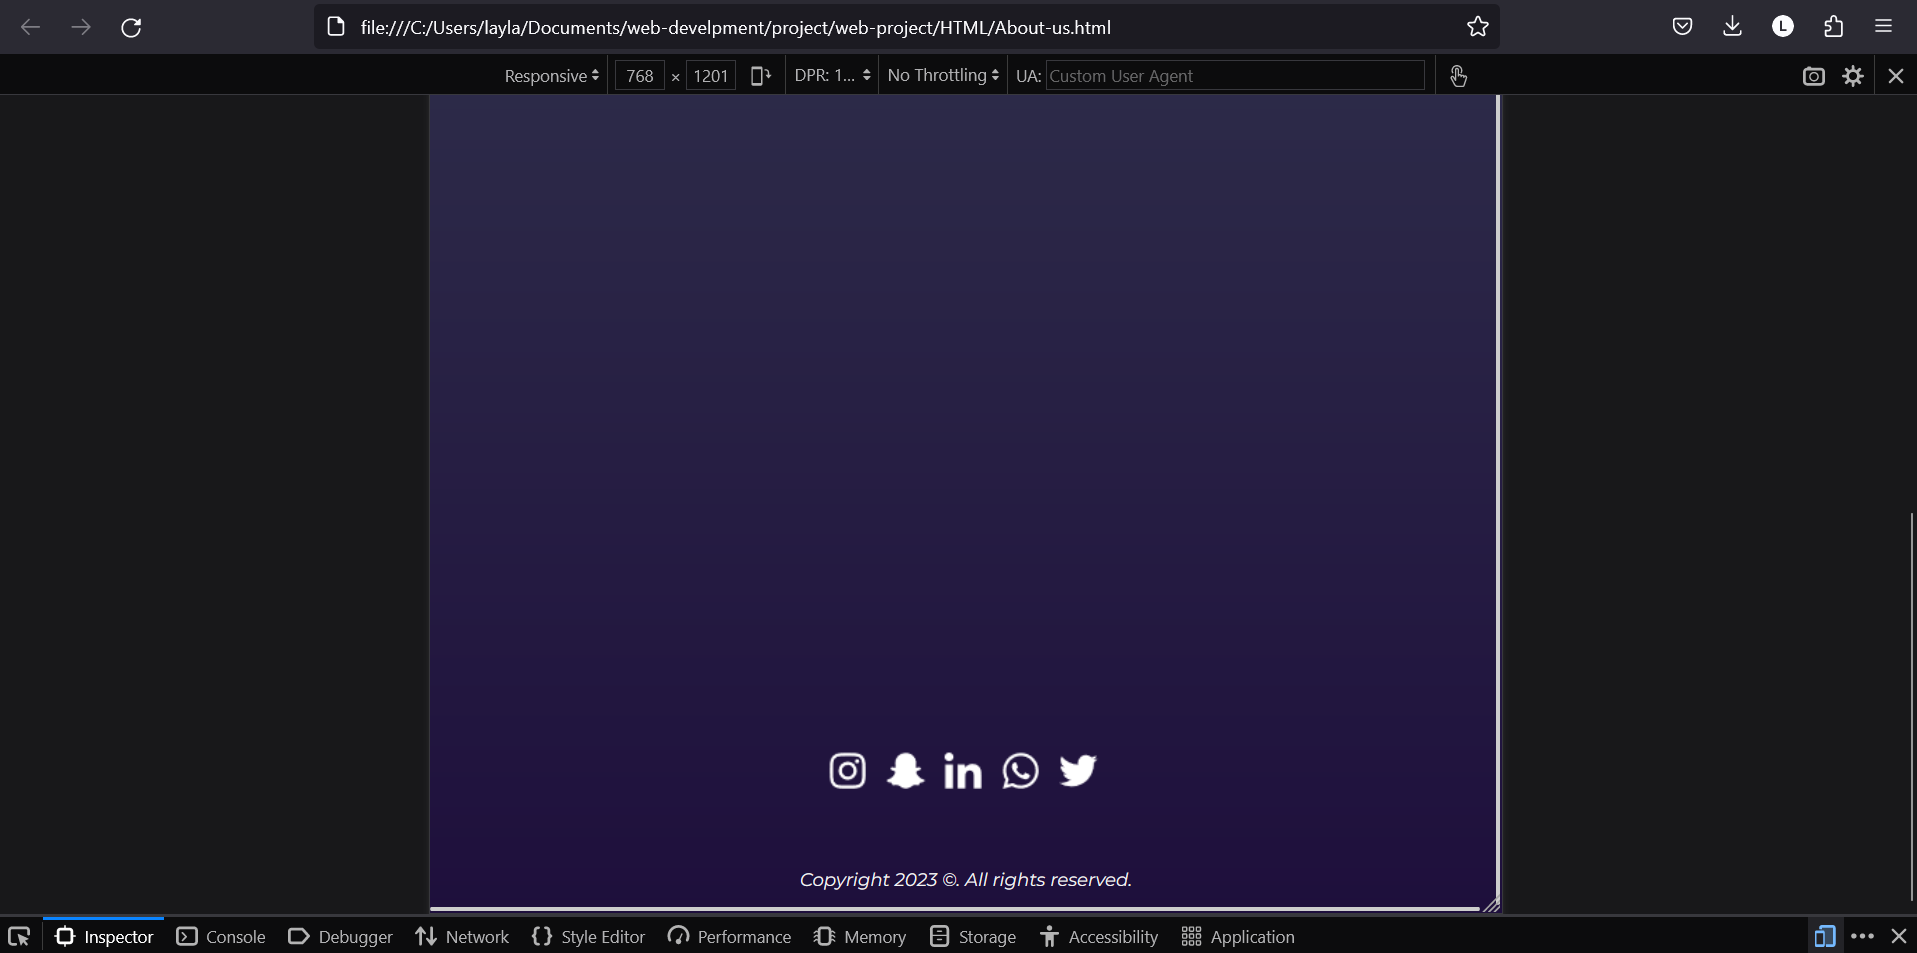 file:///C:/Users/layla/Documents/web-develpment/project/web-project/HTML/About-us.html
L
Responsive 768 × 1201 DPR: 1... No Throttling UA: Custom User Agent
in
Copyright 2023 ©. All rights reserved.
Inspector Console Debugger Network Style Editor Performance Memory Storage Accessibility Application